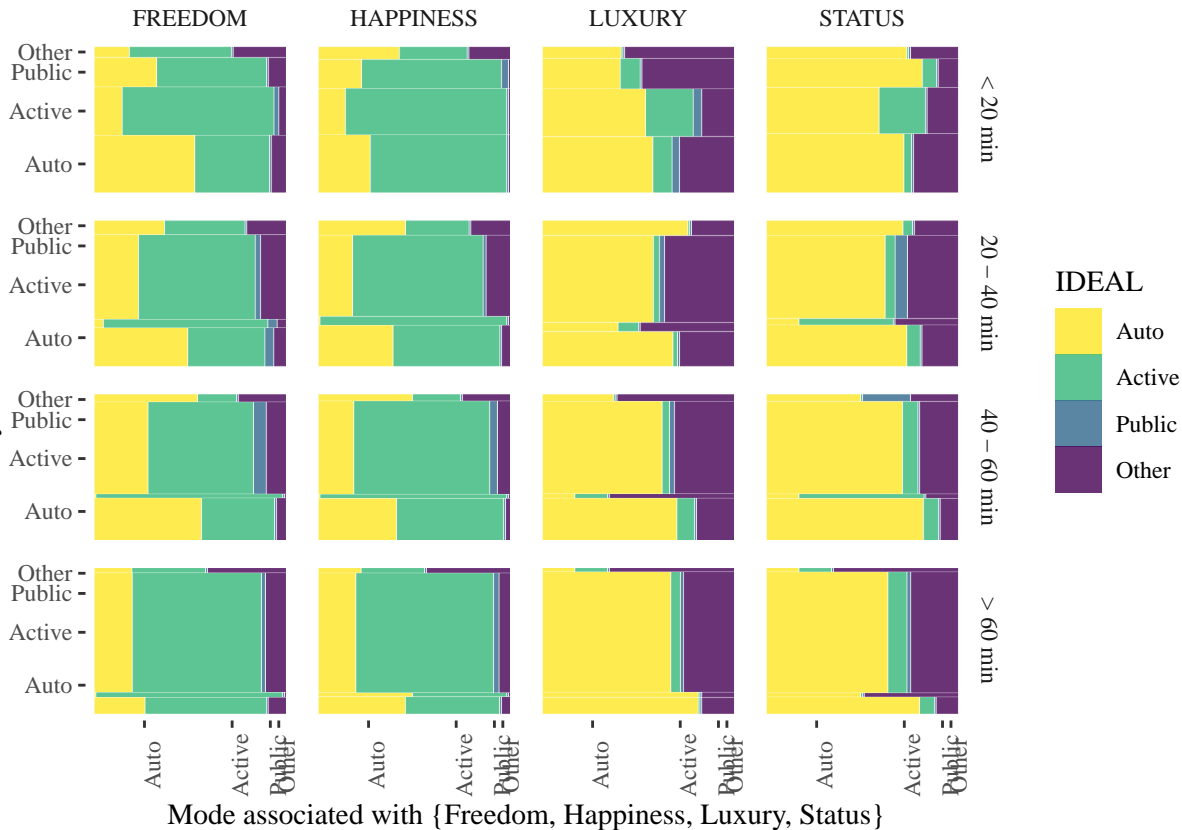 FREEDOM HAPPINESS LUXURY STATUS
Other
Public
Active
Auto
< 20 min
Other
Public
Active
Auto
20 – 40 min
Other
Public
Active
Auto
40 – 60 min
Other
Public
Active
Auto
> 60 min
IDEAL
Auto
Active
Public
Other
Auto
Active
Public
Other
Auto
Active
Public
Other
Auto
Active
Public
Other
Auto
Active
Public
Other
Mode associated with {Freedom, Happiness, Luxury, Status}